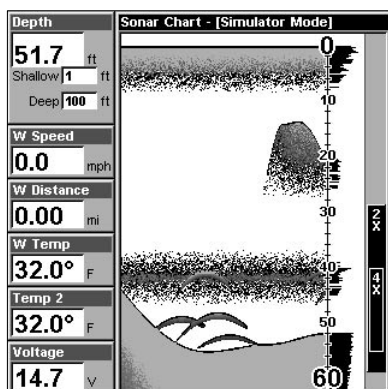 Depth
51.7 ft
Shallow 1 ft
Deep 100 ft
W Speed
0.0 mph
W Distance
0.00 mi
W Temp
32.0° F
Temp 2
32.0° F
Voltage
14.7 V
Sonar Chart - [Simulator Mode]
0
10
20
30
40
50
60
2X
4X